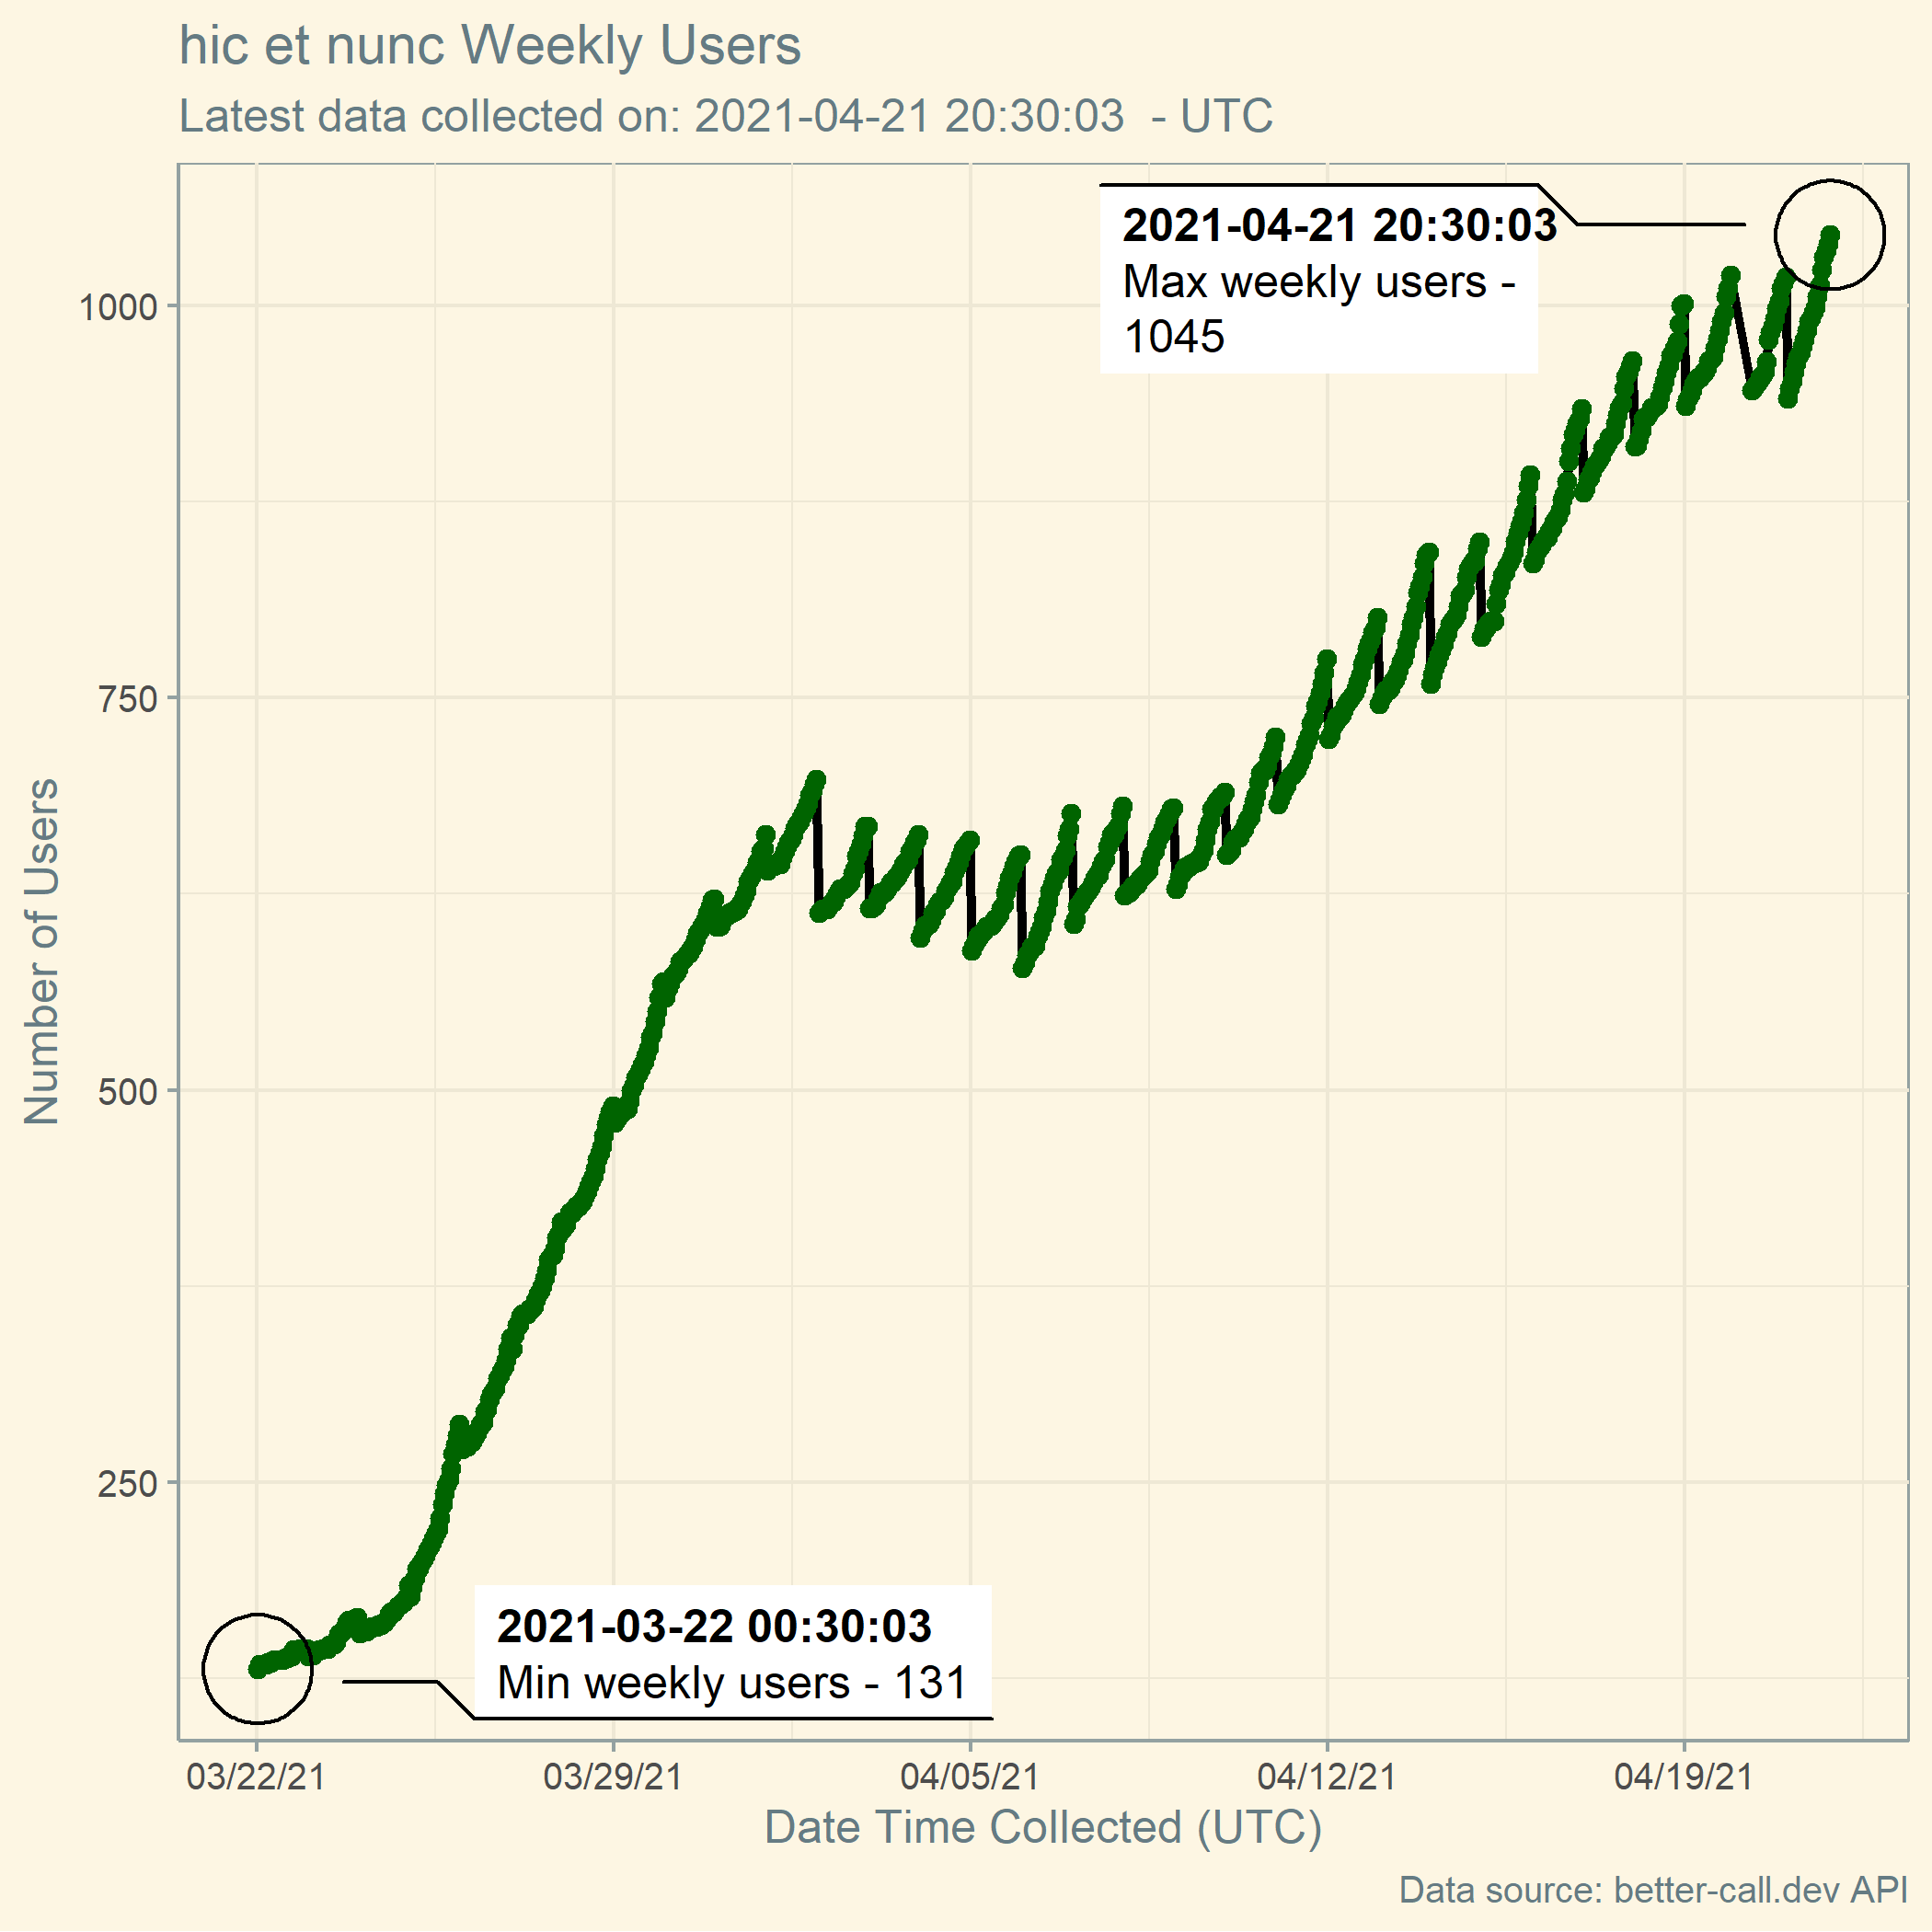 hic et nunc Weekly Users
Latest data collected on: 2021-04-21 20:30:03  - UTC
2021-04-21 20:30:03
Max weekly users -
1045
1000
750
500
250
Number of Users
2021-03-22 00:30:03
Min weekly users - 131
03/22/21
03/29/21
04/05/21
04/12/21
04/19/21
Date Time Collected (UTC)
Data source: better-call.dev API